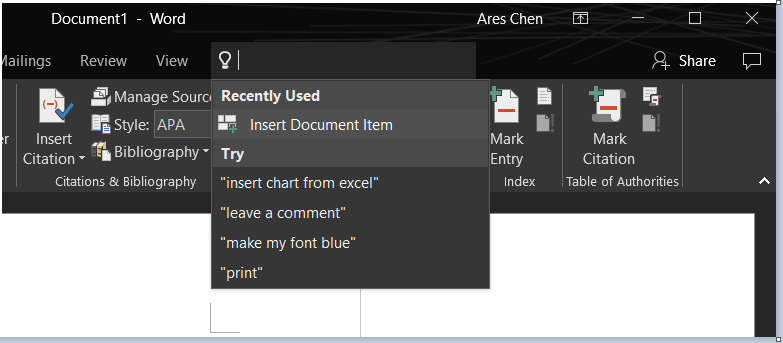 Document1 - Word
Ares Chen
Mailings
Review
View
Share
Recently Used
Insert Document Item
Try
"insert chart from excel"
"leave a comment"
"make my font blue"
"print"
Insert
Citation
Manage Sourc
Style: APA
Bibliography
Citations & Bibliography
Mark
Entry
Index
Mark
Citation
Table of Authorities